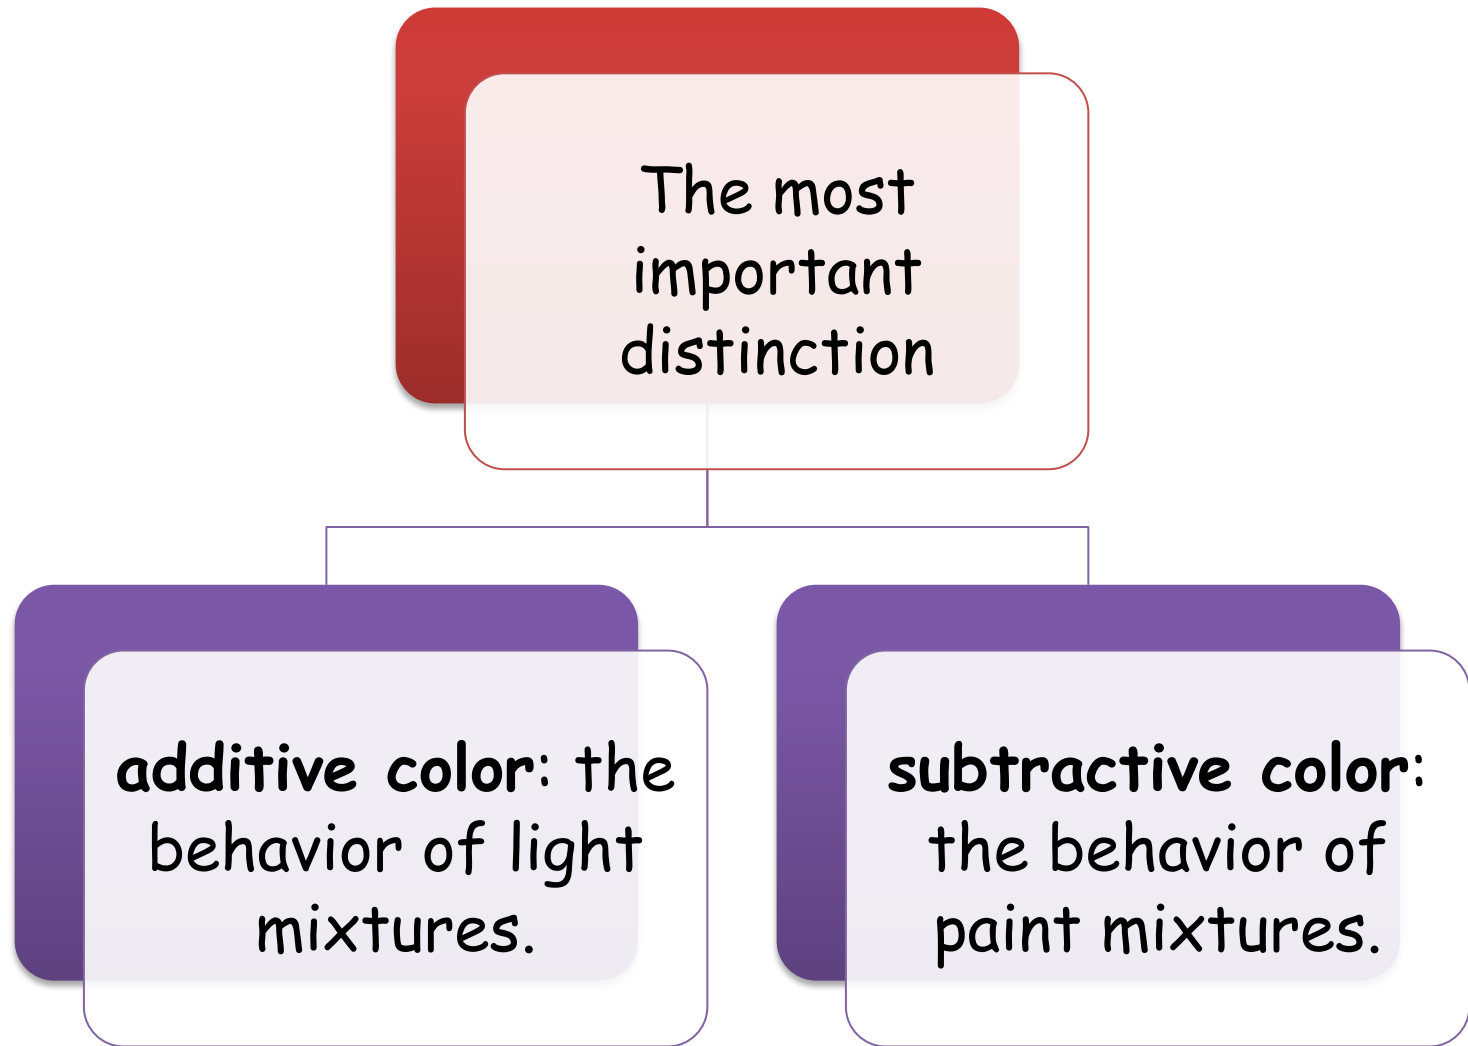 The most
important
distinction
additive color: the
behavior of light
mixtures.
subtractive color:
the behavior of
paint mixtures.